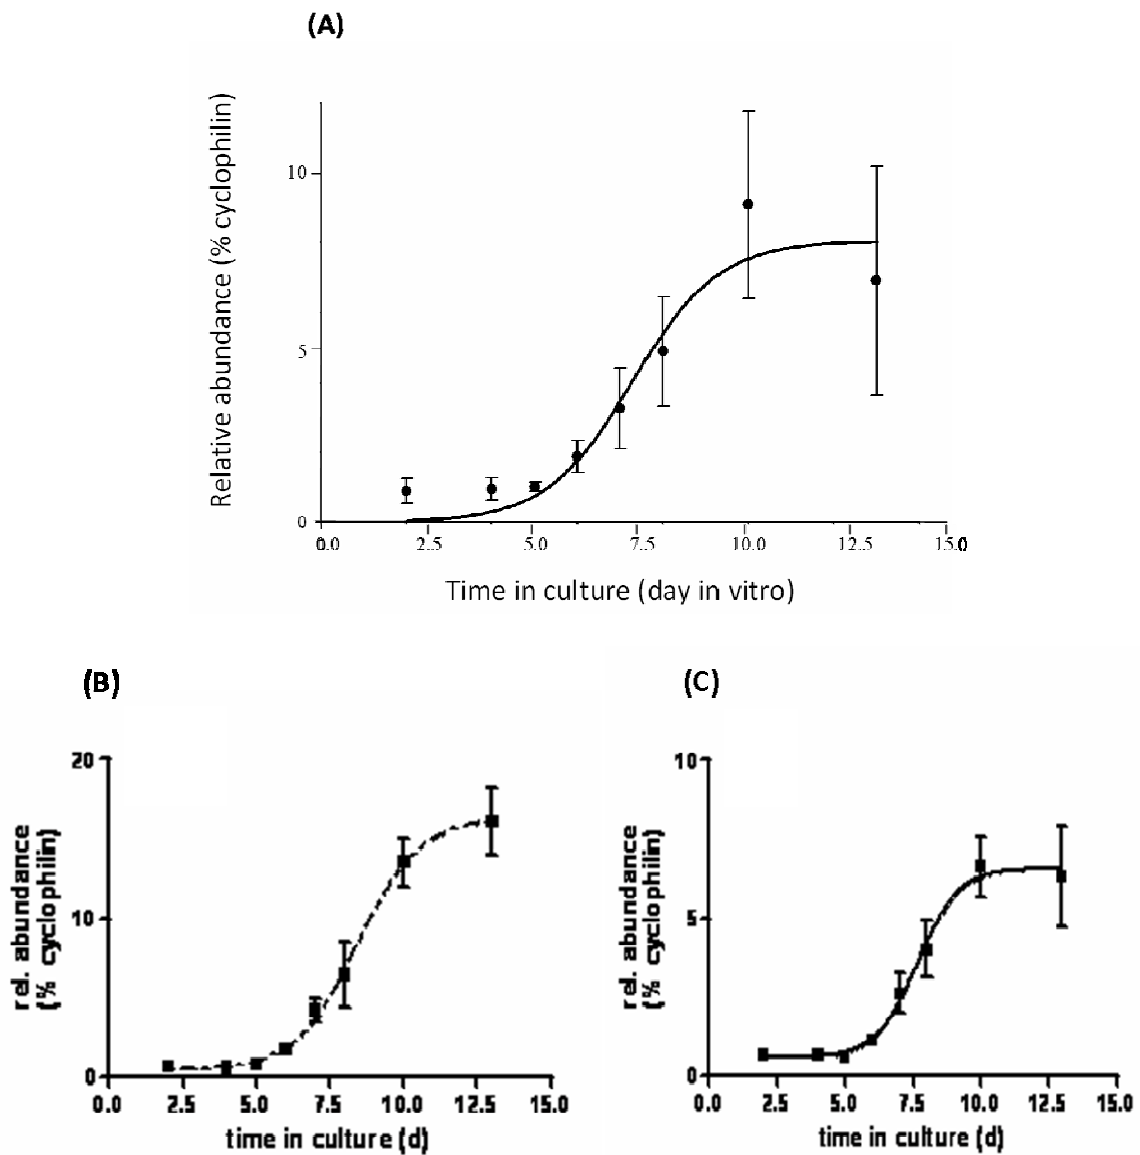 (A)
Relative abundance (% cyclophilin)
10
5
0
0.0 2.5 5.0 7.5 10.0 12.5 15.0
Time in culture (day in vitro)
(B)
rel. abundance
(% cyclophilin)
20
10
0
0.0 2.5 5.0 7.5 10.0 12.5 15.0
time in culture (d)
(C)
rel. abundance
(% cyclophilin)
10
5
0
0.0 2.5 5.0 7.5 10.0 12.5 15.0
time in culture (d)